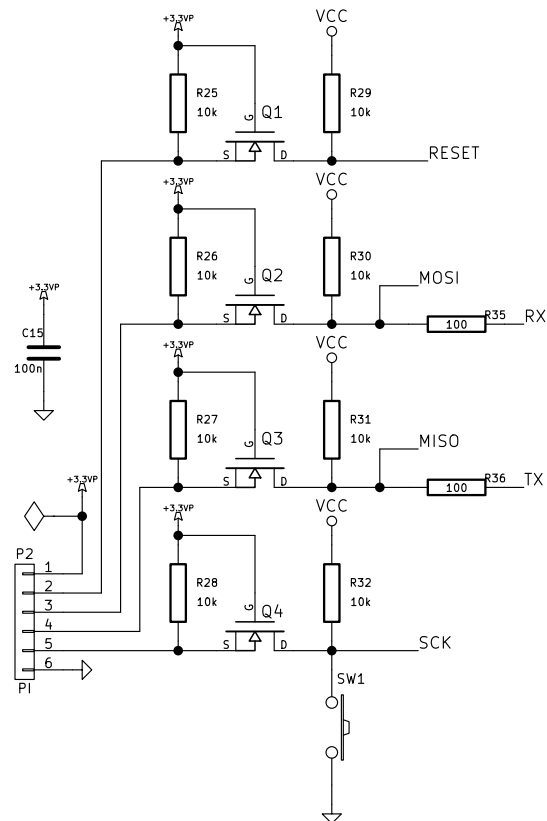 +3.3VP
VCC
R25
10k
Q1
G
S
D
R29
10k
RESET
+3.3VP
VCC
R26
10k
Q2
G
S
D
R30
10k
MOSI
100
R35
RX
+3.3VP
C15
100n
+3.3VP
VCC
R27
10k
Q3
G
S
D
R31
10k
MISO
100
R36
TX
+3.3VP
+3.3VP
VCC
R28
10k
Q4
G
S
D
R32
10k
SCK
SW1
P2
1
2
3
4
5
6
PI